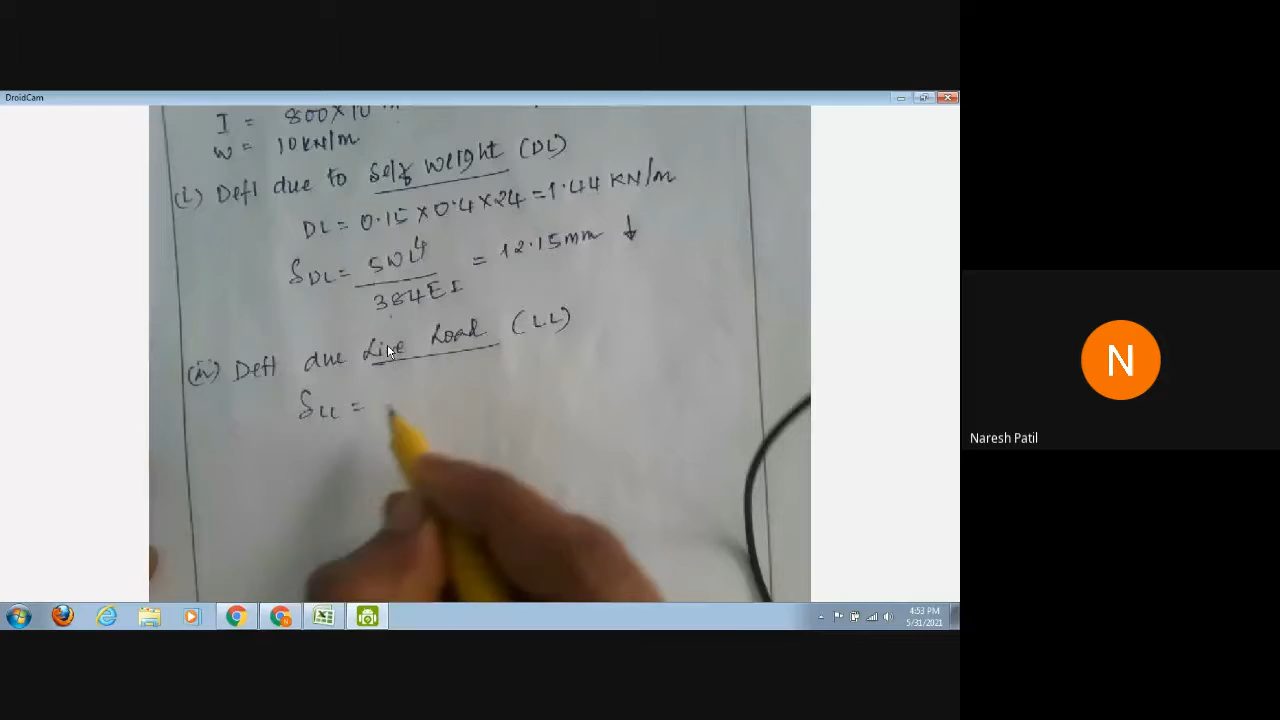 DroidCam
I = 800×10
w = 10 KN/m
(i) Defl due to Self Weight (DL)
DL = 0.15 × 0.4 × 24 = 1.44 KN/m
δDL = 5WL⁴ / 384EI = 12.15mm ↓
(ii) Defl due Live Load (LL)
δLL =
N
Naresh Patil
4:53 PM
5/31/2021